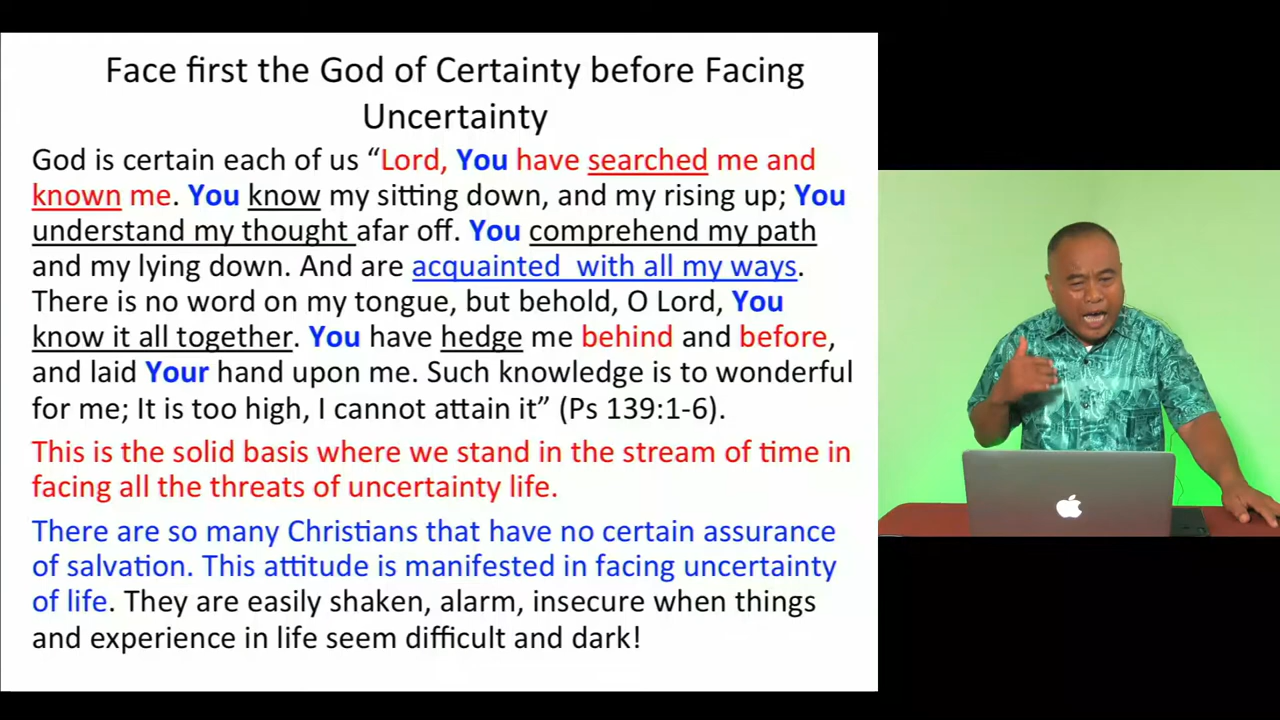 Face first the God of Certainty before Facing
Uncertainty
God is certain each of us “Lord, You have searched me and
known me. You know my sitting down, and my rising up; You
understand my thought afar off. You comprehend my path
and my lying down. And are acquainted  with all my ways.
There is no word on my tongue, but behold, O Lord, You
know it all together. You have hedge me behind and before,
and laid Your hand upon me. Such knowledge is to wonderful
for me; It is too high, I cannot attain it” (Ps 139:1-6).
This is the solid basis where we stand in the stream of time in
facing all the threats of uncertainty life.
There are so many Christians that have no certain assurance
of salvation. This attitude is manifested in facing uncertainty
of life. They are easily shaken, alarm, insecure when things
and experience in life seem difficult and dark!